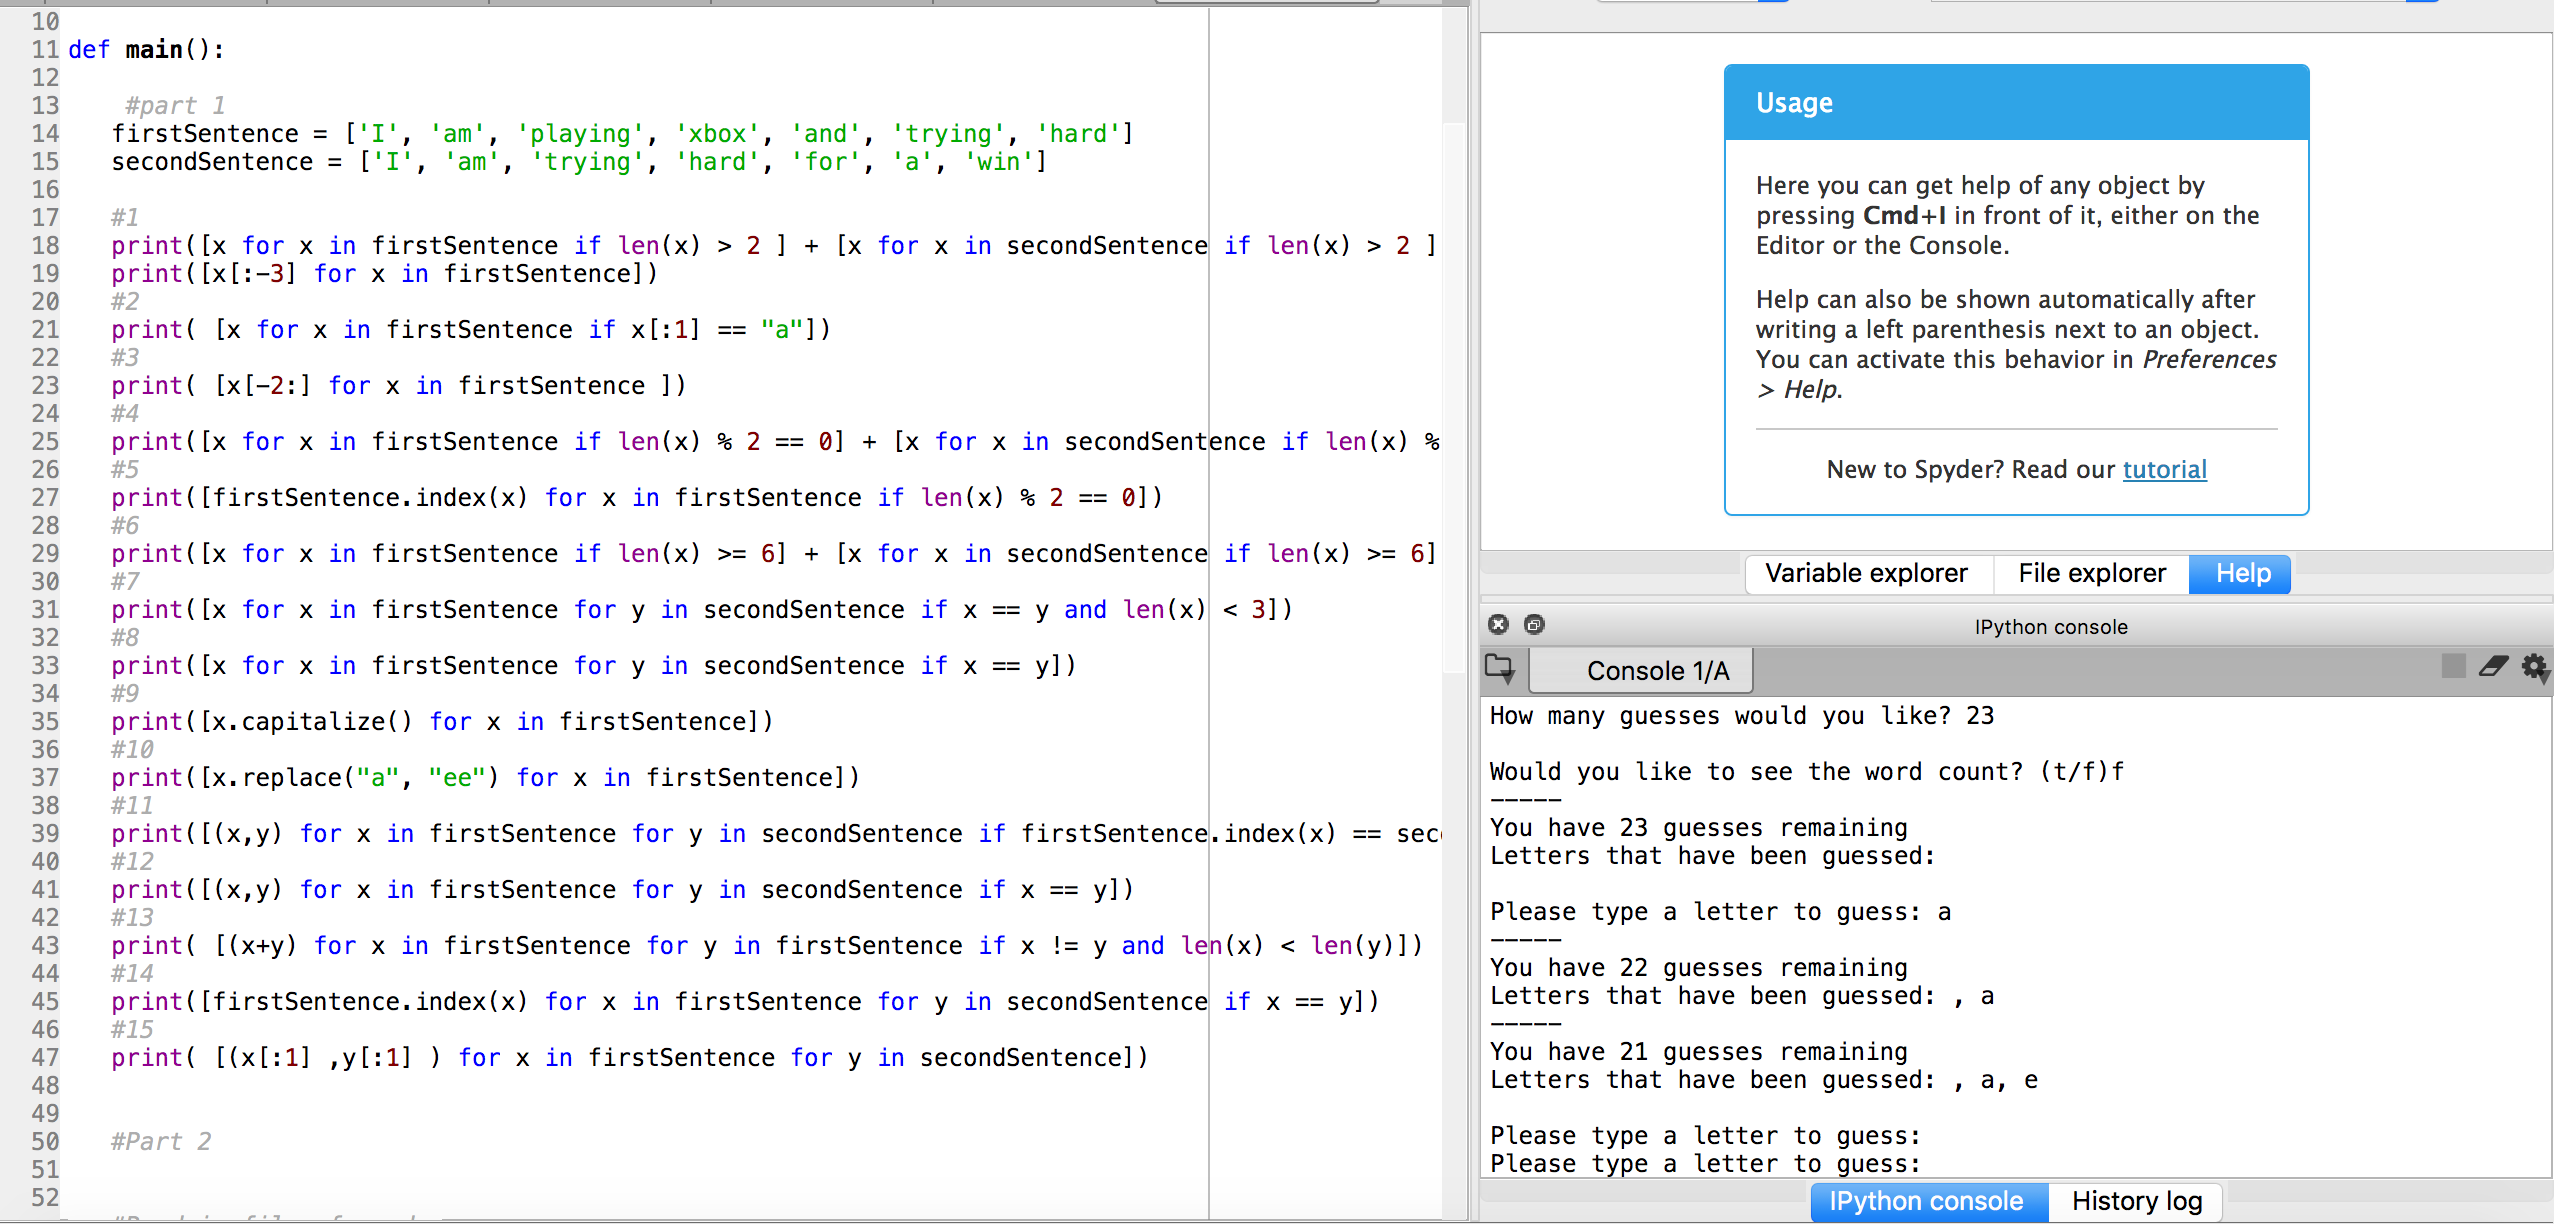 10
11 def main():
12
13 #part 1
14 firstSentence = ['I', 'am', 'playing', 'xbox', 'and', 'trying', 'hard']
15 secondSentence = ['I', 'am', 'trying', 'hard', 'for', 'a', 'win']
16
17 #1
18 print([x for x in firstSentence if len(x) > 2 ] + [x for x in secondSentence if len(x) > 2 ]
19 print([x[:-3] for x in firstSentence])
20 #2
21 print( [x for x in firstSentence if x[:1] == "a"])
22 #3
23 print( [x[-2:] for x in firstSentence ])
24 #4
25 print([x for x in firstSentence if len(x) % 2 == 0] + [x for x in secondSentence if len(x) %
26 #5
27 print([firstSentence.index(x) for x in firstSentence if len(x) % 2 == 0])
28 #6
29 print([x for x in firstSentence if len(x) >= 6] + [x for x in secondSentence if len(x) >= 6]
30 #7
31 print([x for x in firstSentence for y in secondSentence if x == y and len(x) < 3])
32 #8
33 print([x for x in firstSentence for y in secondSentence if x == y])
34 #9
35 print([x.capitalize() for x in firstSentence])
36 #10
37 print([x.replace("a", "ee") for x in firstSentence])
38 #11
39 print([(x,y) for x in firstSentence for y in secondSentence if firstSentence.index(x) == sec
40 #12
41 print([(x,y) for x in firstSentence for y in secondSentence if x == y])
42 #13
43 print( [(x+y) for x in firstSentence for y in firstSentence if x != y and len(x) < len(y)])
44 #14
45 print([firstSentence.index(x) for x in firstSentence for y in secondSentence if x == y])
46 #15
47 print( [(x[:1] ,y[:1] ) for x in firstSentence for y in secondSentence])
48
49
50 #Part 2
51
52
Usage
Here you can get help of any object by
pressing Cmd+I in front of it, either on the
Editor or the Console.
Help can also be shown automatically after
writing a left parenthesis next to an object.
You can activate this behavior in Preferences
> Help.
New to Spyder? Read our tutorial
Variable explorer File explorer Help
IPython console
Console 1/A
How many guesses would you like? 23
Would you like to see the word count? (t/f)f
-----
You have 23 guesses remaining
Letters that have been guessed:
Please type a letter to guess: a
-----
You have 22 guesses remaining
Letters that have been guessed: , a
-----
You have 21 guesses remaining
Letters that have been guessed: , a, e
Please type a letter to guess:
Please type a letter to guess:
IPython console History log